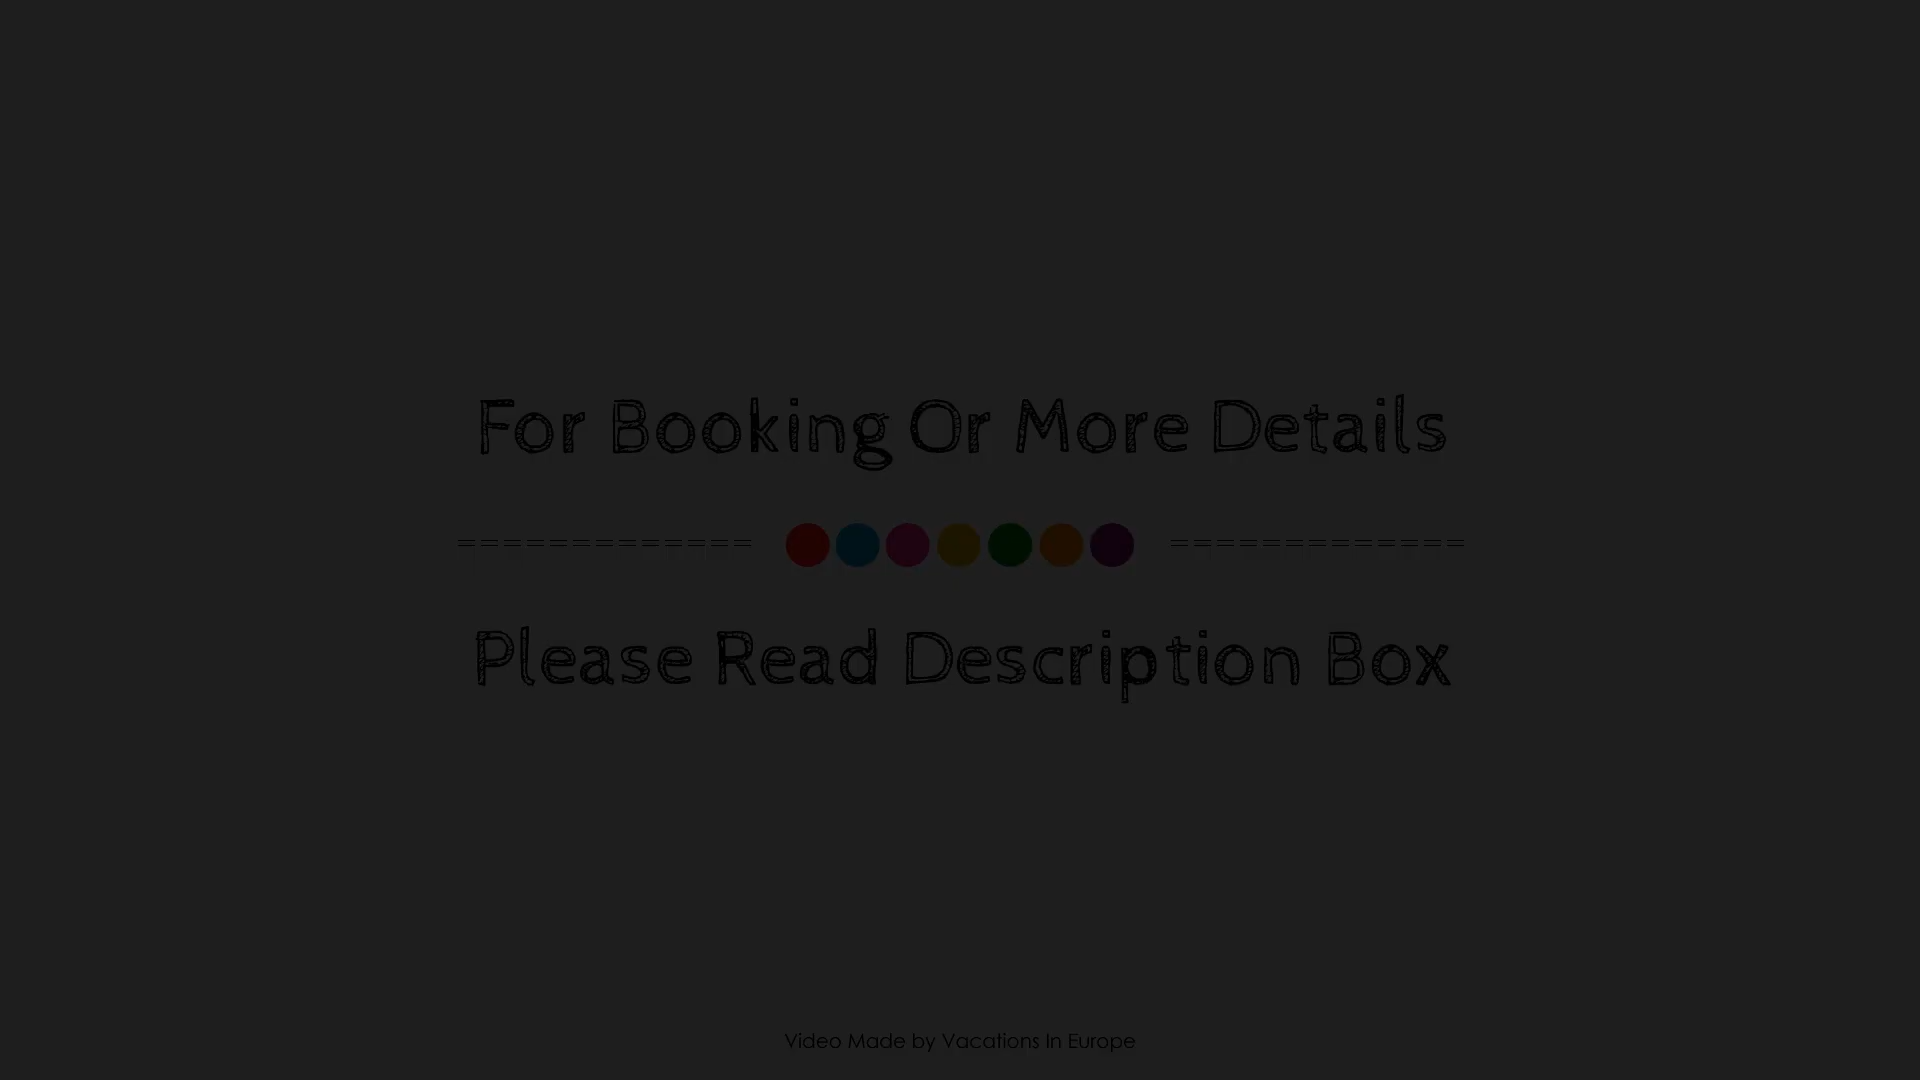 For Booking Or More Details
============= =============
Please Read Description Box
Video Made by Vacations In Europe